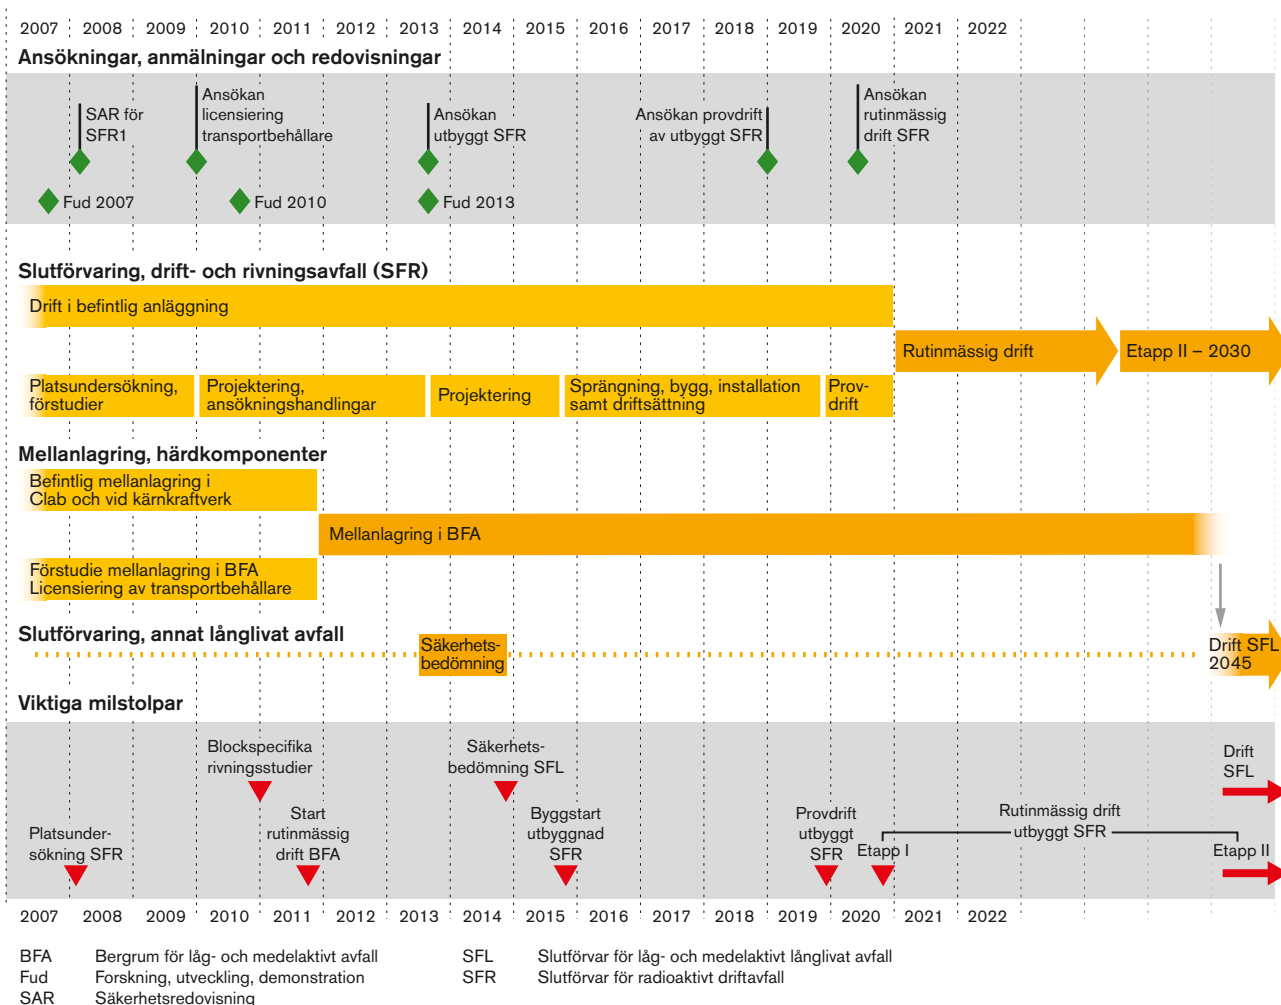 2007 2008 2009 2010 2011 2012 2013 2014 2015 2016 2017 2018 2019 2020 2021 2022
Ansökningar, anmälningar och redovisningar
SAR för
SFR1
Ansökan
licensiering
transportbehållare
Ansökan
utbyggt SFR
Ansökan provdrift
av utbyggt SFR
Ansökan
rutinmässig
drift SFR
Fud 2007
Fud 2010
Fud 2013
Slutförvaring, drift- och rivningsavfall (SFR)
Drift i befintlig anläggning
Rutinmässig drift
Etapp II – 2030
Platsundersökning,
förstudier
Projektering,
ansökningshandlingar
Projektering
Sprängning, bygg, installation
samt driftsättning
Prov-
drift
Mellanlagring, härdkomponenter
Befintlig mellanlagring i
Clab och vid kärnkraftverk
Mellanlagring i BFA
Förstudie mellanlagring i BFA
Licensiering av transportbehållare
Slutförvaring, annat långlivat avfall
Säkerhets-
bedömning
Drift SFL
2045
Viktiga milstolpar
Blockspecifika
rivningsstudier
Säkerhets-
bedömning SFL
Drift
SFL
Platsunder-
sökning SFR
Start
rutinmässig
drift BFA
Byggstart
utbyggnad
SFR
Provdrift
utbyggt
SFR
Etapp I
Rutinmässig drift
utbyggt SFR
Etapp II
2007 2008 2009 2010 2011 2012 2013 2014 2015 2016 2017 2018 2019 2020 2021 2022
BFA Bergrum för låg- och medelaktivt avfall
Fud Forskning, utveckling, demonstration
SAR Säkerhetsredovisning
SFL Slutförvar för låg- och medelaktivt långlivat avfall
SFR Slutförvar för radioaktivt driftavfall